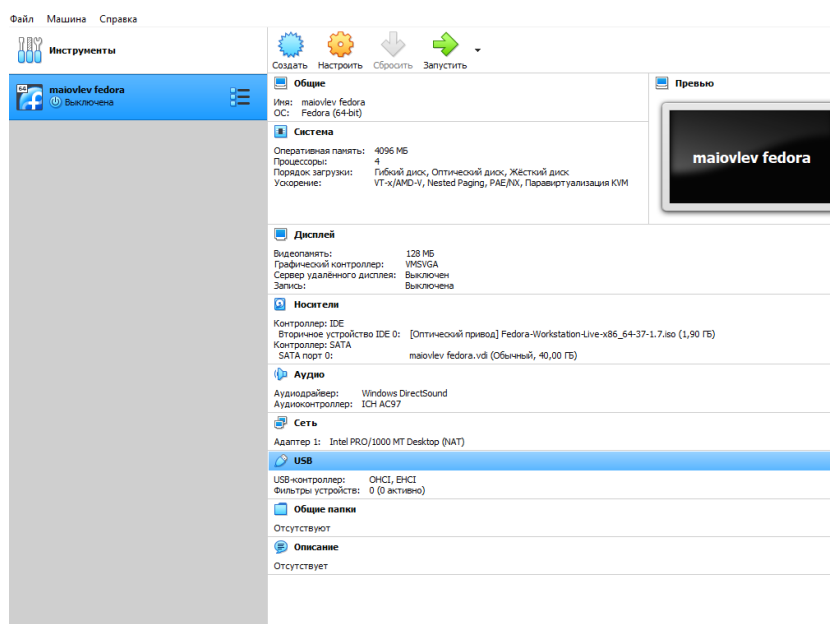 Файл Машина Справка
Инструменты
Создать Настроить Сбросить Запустить
64
maiovlev fedora
Выключена
Общие
Имя: maiovlev fedora
ОС: Fedora (64-bit)
Превью
maiovlev fedora
Система
Оперативная память: 4096 МБ
Процессоры: 4
Порядок загрузки: Гибкий диск, Оптический диск, Жёсткий диск
Ускорение: VT-x/AMD-V, Nested Paging, PAE/NX, Паравиртуализация KVM
Дисплей
Видеопамять: 128 МБ
Графический контроллер: VMSVGA
Сервер удалённого дисплея: Выключен
Запись: Выключена
Носители
Контроллер: IDE
Вторичное устройство IDE 0: [Оптический привод] Fedora-Workstation-Live-x86_64-37-1.7.iso (1,90 ГБ)
Контроллер: SATA
SATA порт 0: maiovlev fedora.vdi (Обычный, 40,00 ГБ)
Аудио
Аудиодрайвер: Windows DirectSound
Аудиоконтроллер: ICH AC97
Сеть
Адаптер 1: Intel PRO/1000 MT Desktop (NAT)
USB
USB-контроллер: OHCI, EHCI
Фильтры устройств: 0 (0 активно)
Общие папки
Отсутствуют
Описание
Отсутствует